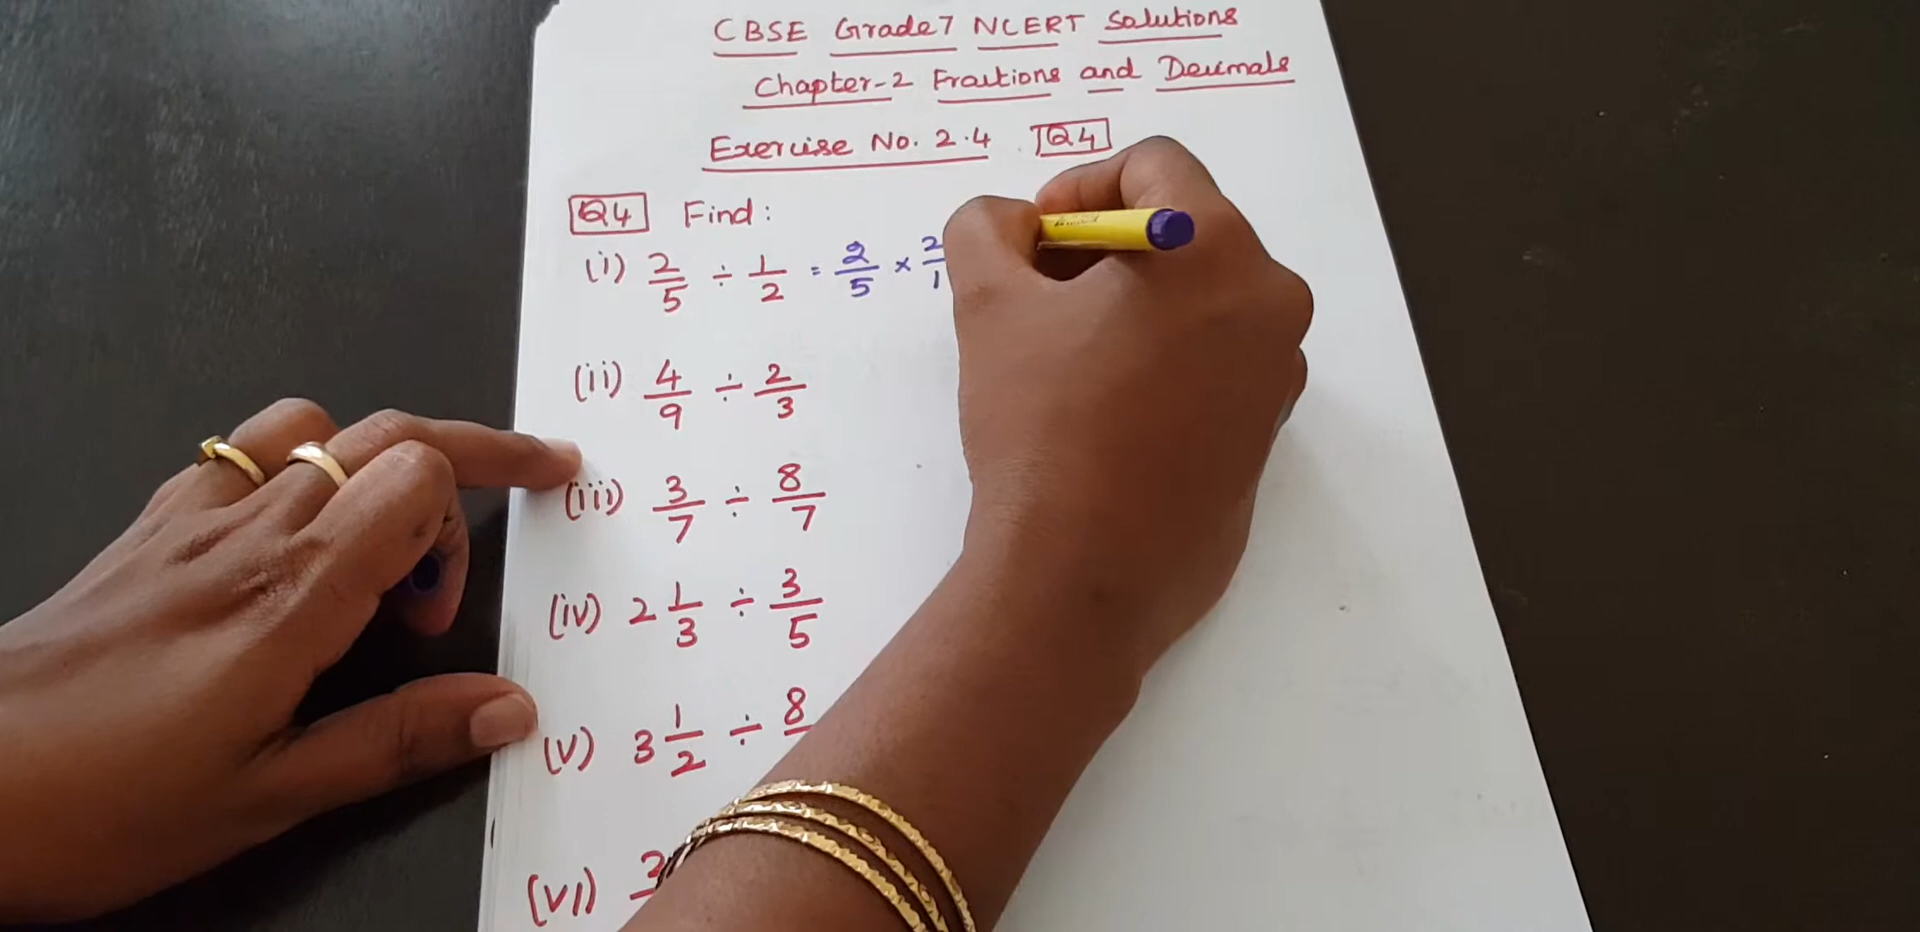 CBSE Grade 7 NCERT Solutions
Chapter-2 Fractions and Decimals
Exercise No. 2.4 Q4
Q4 Find:
(i) 2/5 ÷ 1/2 = 2/5 × 2/1
(ii) 4/9 ÷ 2/3
(iii) 3/7 ÷ 8/7
(iv) 2 1/3 ÷ 3/5
(v) 3 1/2 ÷ 8
(vi)